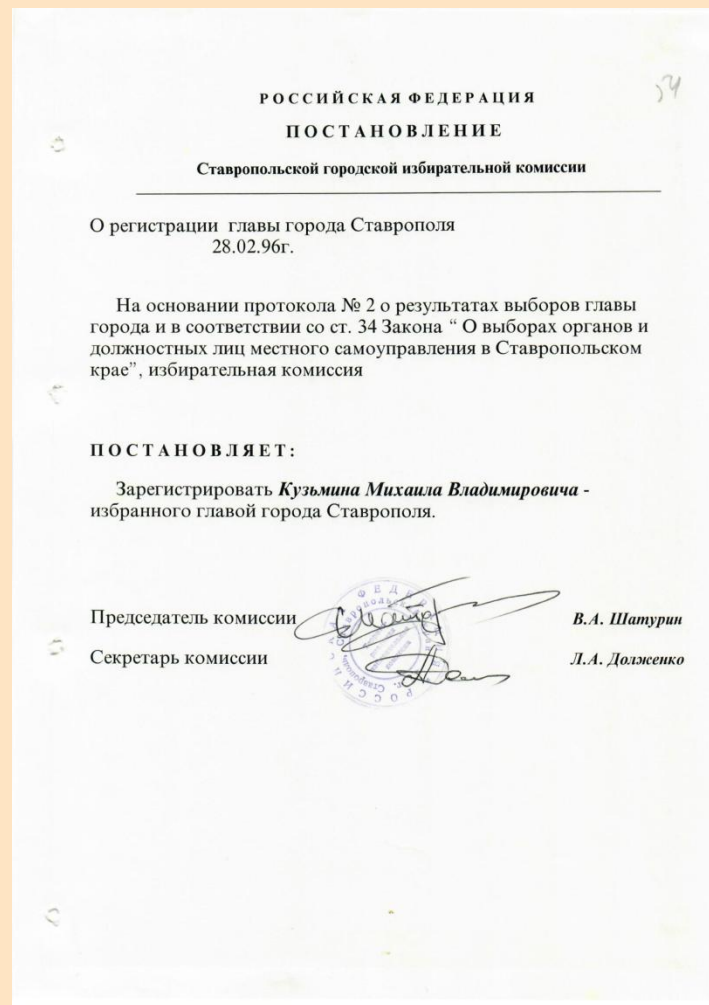 54
РОССИЙСКАЯ ФЕДЕРАЦИЯ
ПОСТАНОВЛЕНИЕ
Ставропольской городской избирательной комиссии
О регистрации главы города Ставрополя
28.02.96г.
На основании протокола № 2 о результатах выборов главы
города и в соответствии со ст. 34 Закона “ О выборах органов и
должностных лиц местного самоуправления в Ставропольском
крае”, избирательная комиссия
ПОСТАНОВЛЯЕТ:
Зарегистрировать Кузьмина Михаила Владимировича -
избранного главой города Ставрополя.
Председатель комиссии
В.А. Шатурин
Секретарь комиссии
Л.А. Долженко